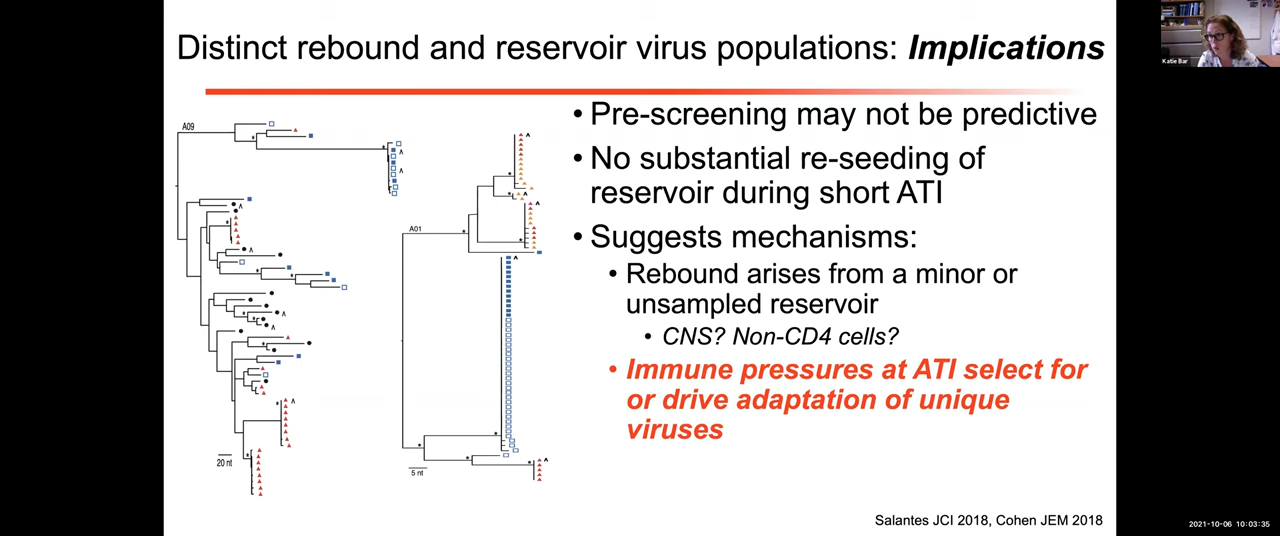 Distinct rebound and reservoir virus populations: Implications
Katie Bar
A09
A01
20 nt
5 nt
• Pre-screening may not be predictive
• No substantial re-seeding of
reservoir during short ATI
• Suggests mechanisms:
• Rebound arises from a minor or
unsampled reservoir
• CNS? Non-CD4 cells?
• Immune pressures at ATI select for
or drive adaptation of unique
viruses
Salantes JCI 2018, Cohen JEM 2018
2021-10-06 10:03:35